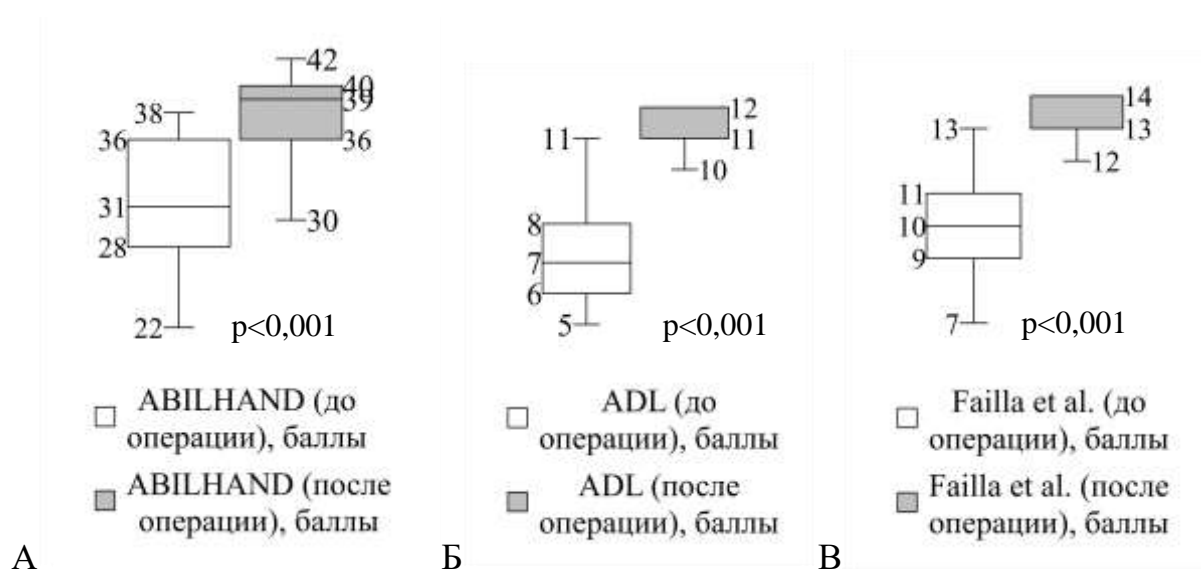 42
40
39
38
36
36
31
28
30
22
p<0,001
ABILHAND (до
операции), баллы
ABILHAND (после
операции), баллы
А
12
11
11
10
8
7
6
5
p<0,001
ADL (до
операции), баллы
ADL (после
операции), баллы
Б
14
13
13
12
11
10
9
7
p<0,001
Failla et al. (до
операции), баллы
Failla et al. (после
операции), баллы
В